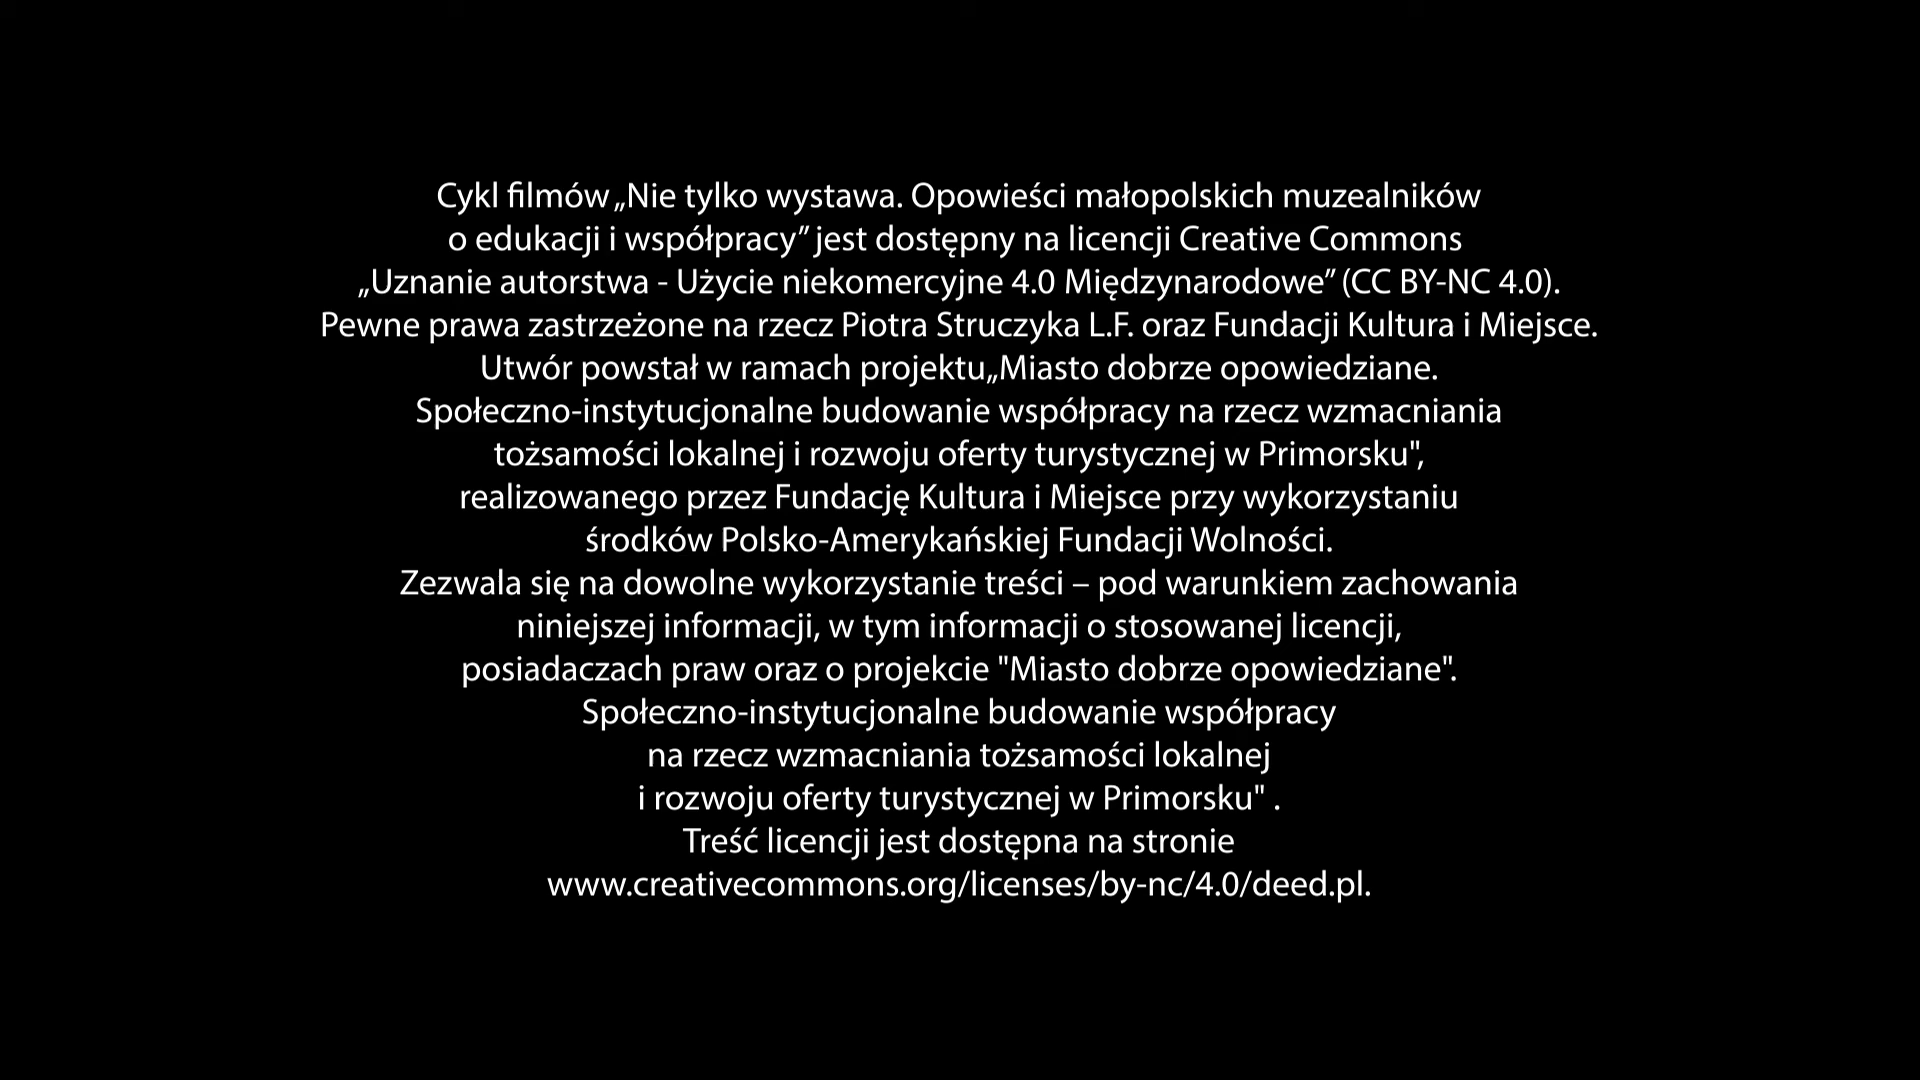 Cykl filmów „Nie tylko wystawa. Opowieści małopolskich muzealników
o edukacji i współpracy” jest dostępny na licencji Creative Commons
„Uznanie autorstwa - Użycie niekomercyjne 4.0 Międzynarodowe” (CC BY-NC 4.0).
Pewne prawa zastrzeżone na rzecz Piotra Struczyka L.F. oraz Fundacji Kultura i Miejsce.
Utwór powstał w ramach projektu„Miasto dobrze opowiedziane.
Społeczno-instytucjonalne budowanie współpracy na rzecz wzmacniania
tożsamości lokalnej i rozwoju oferty turystycznej w Primorsku",
realizowanego przez Fundację Kultura i Miejsce przy wykorzystaniu
środków Polsko-Amerykańskiej Fundacji Wolności.
Zezwala się na dowolne wykorzystanie treści – pod warunkiem zachowania
niniejszej informacji, w tym informacji o stosowanej licencji,
posiadaczach praw oraz o projekcie "Miasto dobrze opowiedziane".
Społeczno-instytucjonalne budowanie współpracy
na rzecz wzmacniania tożsamości lokalnej
i rozwoju oferty turystycznej w Primorsku" .
Treść licencji jest dostępna na stronie
www.creativecommons.org/licenses/by-nc/4.0/deed.pl.